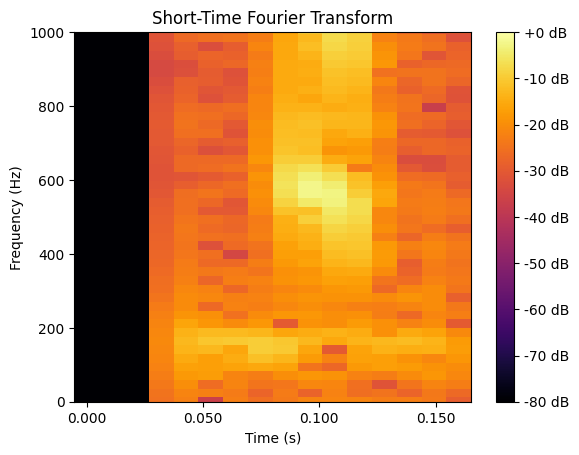 Short-Time Fourier Transform
1000
800
600
400
200
0
Frequency (Hz)
0.000
0.050
0.100
0.150
Time (s)
+0 dB
-10 dB
-20 dB
-30 dB
-40 dB
-50 dB
-60 dB
-70 dB
-80 dB